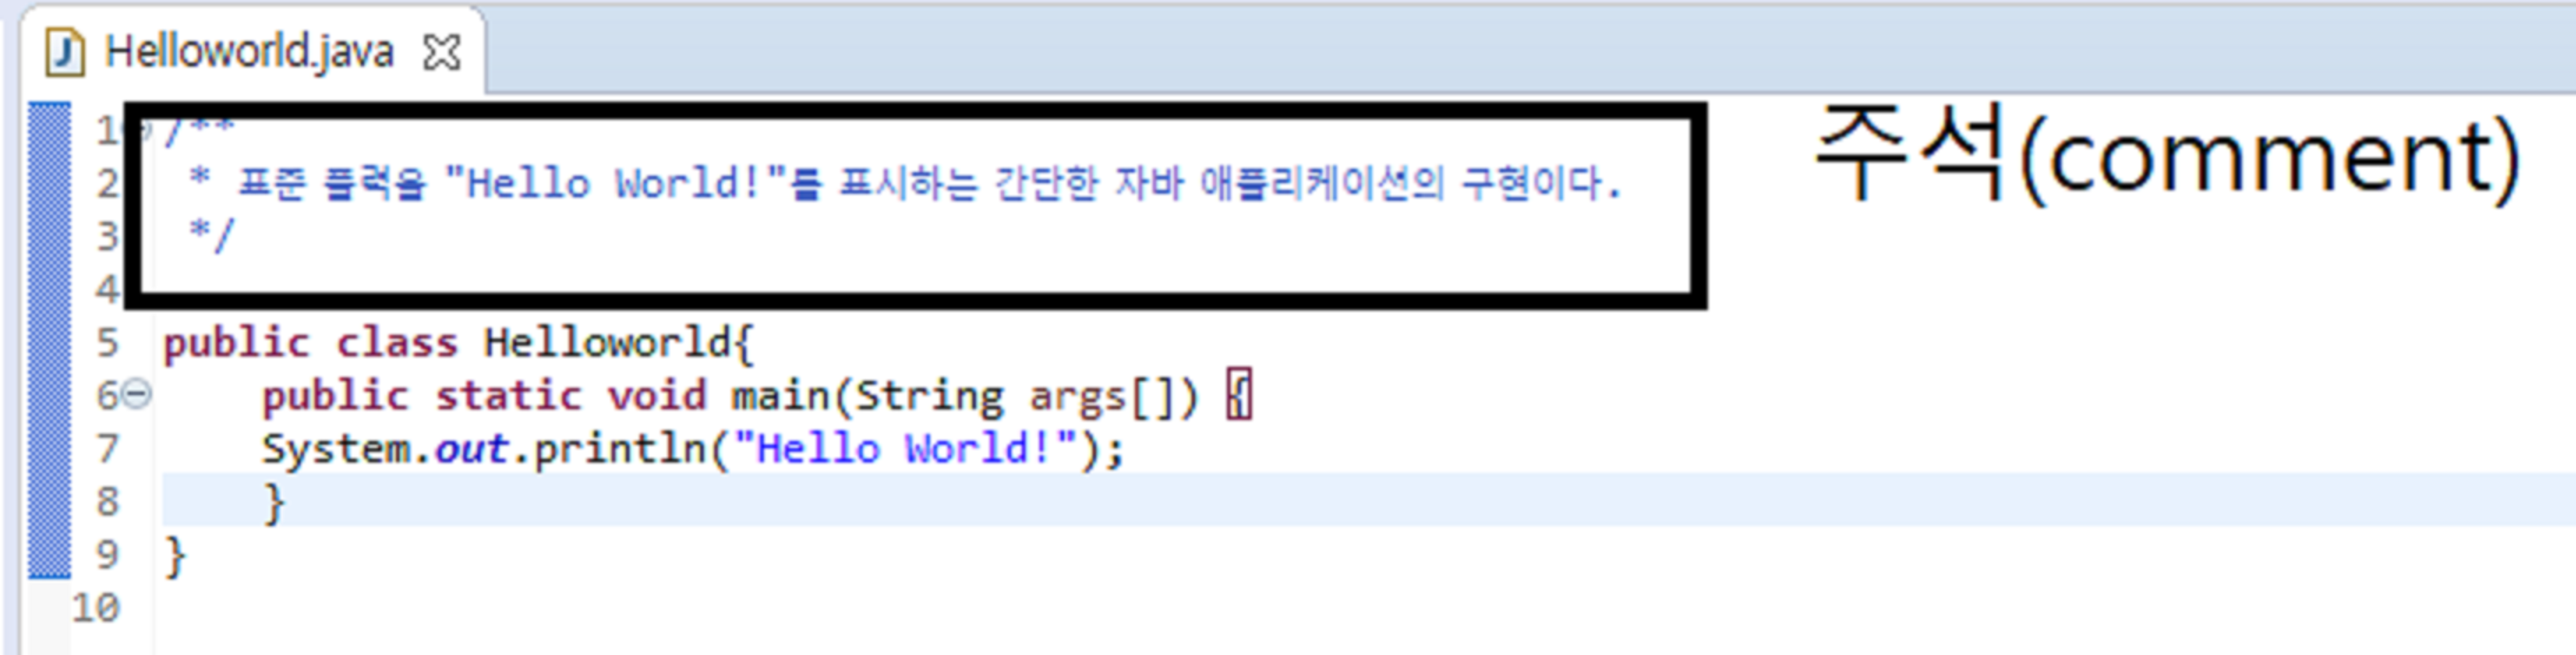 Helloworld.java
1 /** 주석(comment)
2 * 표준 플력을 "Hello World!"를 표시하는 간단한 자바 애플리케이션의 구현이다.
3 */
4
5 public class Helloworld{
6 public static void main(String args[]) {
7 System.out.println("Hello World!");
8 }
9 }
10